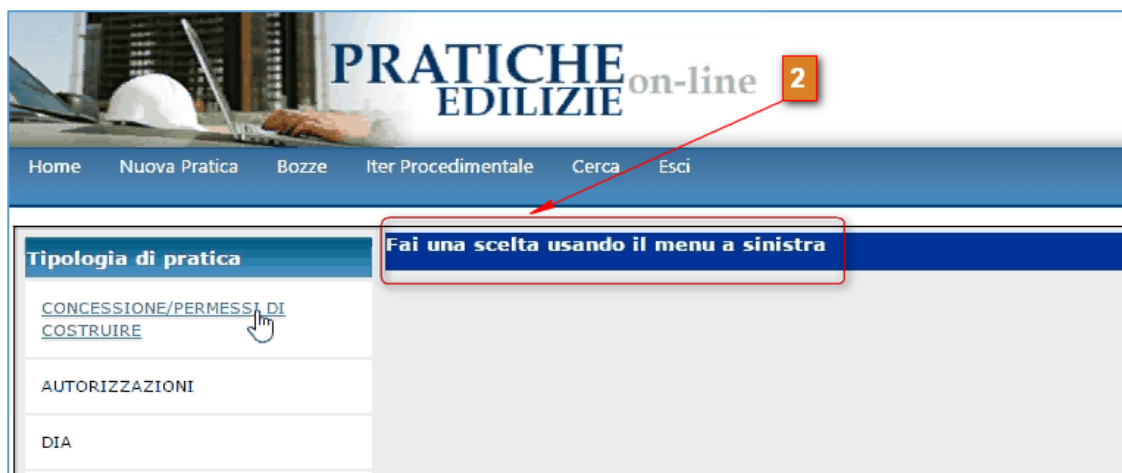 PRATICHE
EDILIZIE on-line
2
Home Nuova Pratica Bozze Iter Procedimentale Cerca Esci
Tipologia di pratica
Fai una scelta usando il menu a sinistra
CONCESSIONE/PERMESSI DI
COSTRUIRE
AUTORIZZAZIONI
DIA